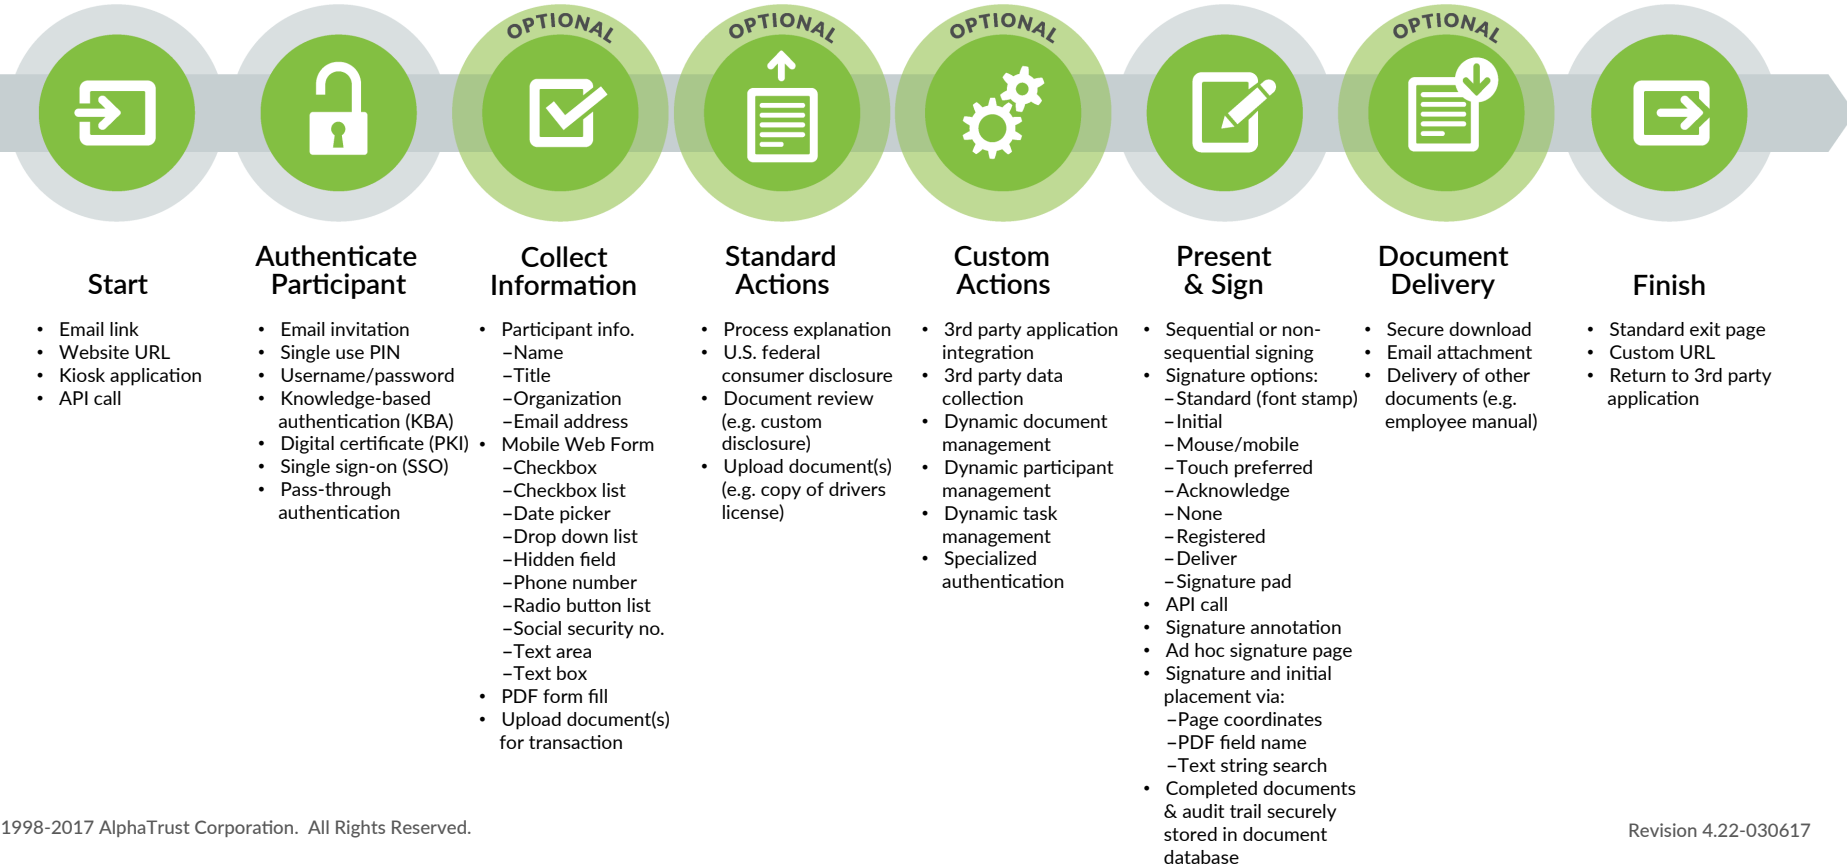 OPTIONAL
OPTIONAL
OPTIONAL
OPTIONAL
Start
• Email link
• Website URL
• Kiosk application
• API call
Authenticate
Participant
• Email invitation
• Single use PIN
• Username/password
• Knowledge-based
authentication (KBA)
• Digital certificate (PKI)
• Single sign-on (SSO)
• Pass-through
authentication
Collect
Information
• Participant info.
–Name
–Title
–Organization
–Email address
• Mobile Web Form
–Checkbox
–Checkbox list
–Date picker
–Drop down list
–Hidden field
–Phone number
–Radio button list
–Social security no.
–Text area
–Text box
• PDF form fill
• Upload document(s)
for transaction
Standard
Actions
• Process explanation
• U.S. federal
consumer disclosure
• Document review
(e.g. custom
disclosure)
• Upload document(s)
(e.g. copy of drivers
license)
Custom
Actions
• 3rd party application
integration
• 3rd party data
collection
• Dynamic document
management
• Dynamic participant
management
• Dynamic task
management
• Specialized
authentication
Present
& Sign
• Sequential or non-
sequential signing
• Signature options:
–Standard (font stamp)
–Initial
–Mouse/mobile
–Touch preferred
–Acknowledge
–None
–Registered
–Deliver
–Signature pad
• API call
• Signature annotation
• Ad hoc signature page
• Signature and initial
placement via:
–Page coordinates
–PDF field name
–Text string search
• Completed documents
& audit trail securely
stored in document
database
Document
Delivery
• Secure download
• Email attachment
• Delivery of other
documents (e.g.
employee manual)
Finish
• Standard exit page
• Custom URL
• Return to 3rd party
application
1998-2017 AlphaTrust Corporation. All Rights Reserved.
Revision 4.22-030617